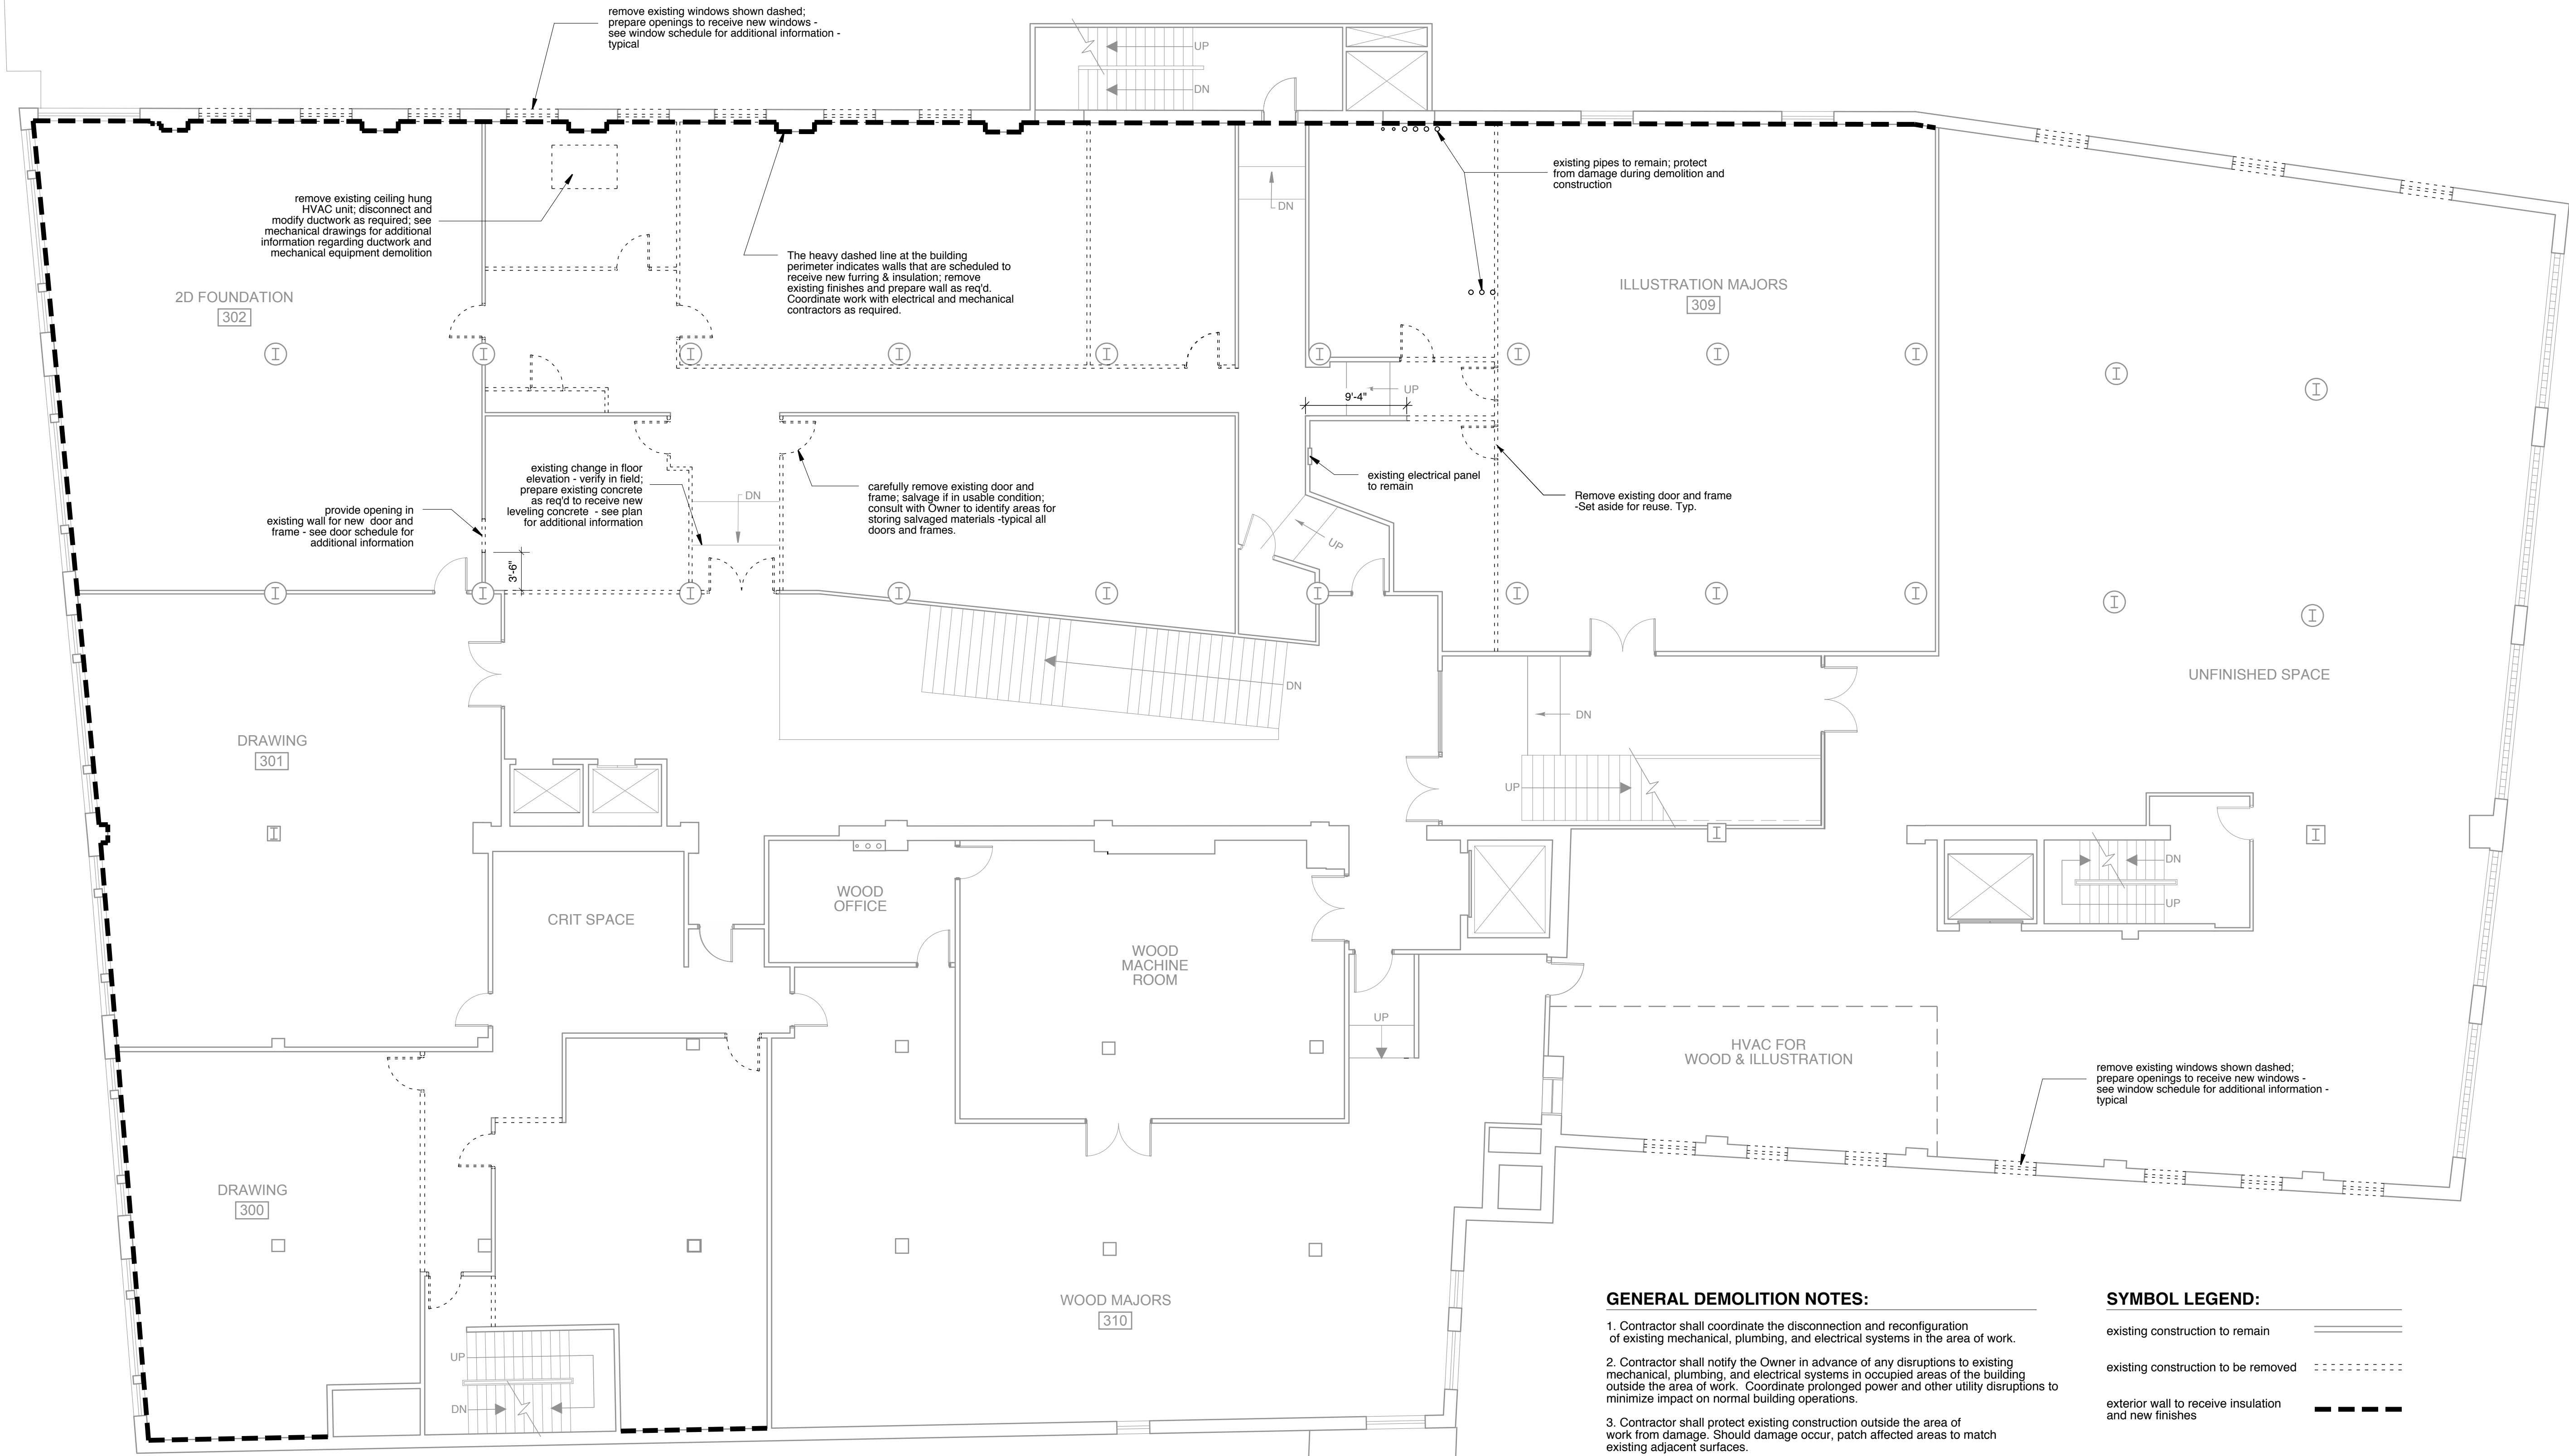 remove existing windows shown dashed;
prepare openings to receive new windows -
see window schedule for additional information -
typical
UP
DN
remove existing ceiling hung
HVAC unit; disconnect and
modify ductwork as required; see
mechanical drawings for additional
information regarding ductwork and
mechanical equipment demolition
The heavy dashed line at the building
perimeter indicates walls that are scheduled to
receive new furring & insulation; remove
existing finishes and prepare wall as req'd.
Coordinate work with electrical and mechanical
contractors as required.
DN
existing pipes to remain; protect
from damage during demolition and
construction
2D FOUNDATION
302
ILLUSTRATION MAJORS
309
UP
9'-4"
existing change in floor
elevation - verify in field;
prepare existing concrete
as req'd to receive new
leveling concrete - see plan
for additional information
DN
carefully remove existing door and
frame; salvage if in usable condition;
consult with Owner to identify areas for
storing salvaged materials -typical all
doors and frames.
existing electrical panel
to remain
Remove existing door and frame
-Set aside for reuse. Typ.
provide opening in
existing wall for new door and
frame - see door schedule for
additional information
3'-6"
UP
DN
UNFINISHED SPACE
DN
UP
DRAWING
301
CRIT SPACE
WOOD
OFFICE
WOOD
MACHINE
ROOM
DN
UP
UP
HVAC FOR
WOOD & ILLUSTRATION
remove existing windows shown dashed;
prepare openings to receive new windows -
see window schedule for additional information -
typical
DRAWING
300
WOOD MAJORS
310
UP
DN
GENERAL DEMOLITION NOTES:
1. Contractor shall coordinate the disconnection and reconfiguration
of existing mechanical, plumbing, and electrical systems in the area of work.
2. Contractor shall notify the Owner in advance of any disruptions to existing
mechanical, plumbing, and electrical systems in occupied areas of the building
outside the area of work. Coordinate prolonged power and other utility disruptions to
minimize impact on normal building operations.
3. Contractor shall protect existing construction outside the area of
work from damage. Should damage occur, patch affected areas to match
existing adjacent surfaces.
SYMBOL LEGEND:
existing construction to remain
existing construction to be removed
exterior wall to receive insulation
and new finishes